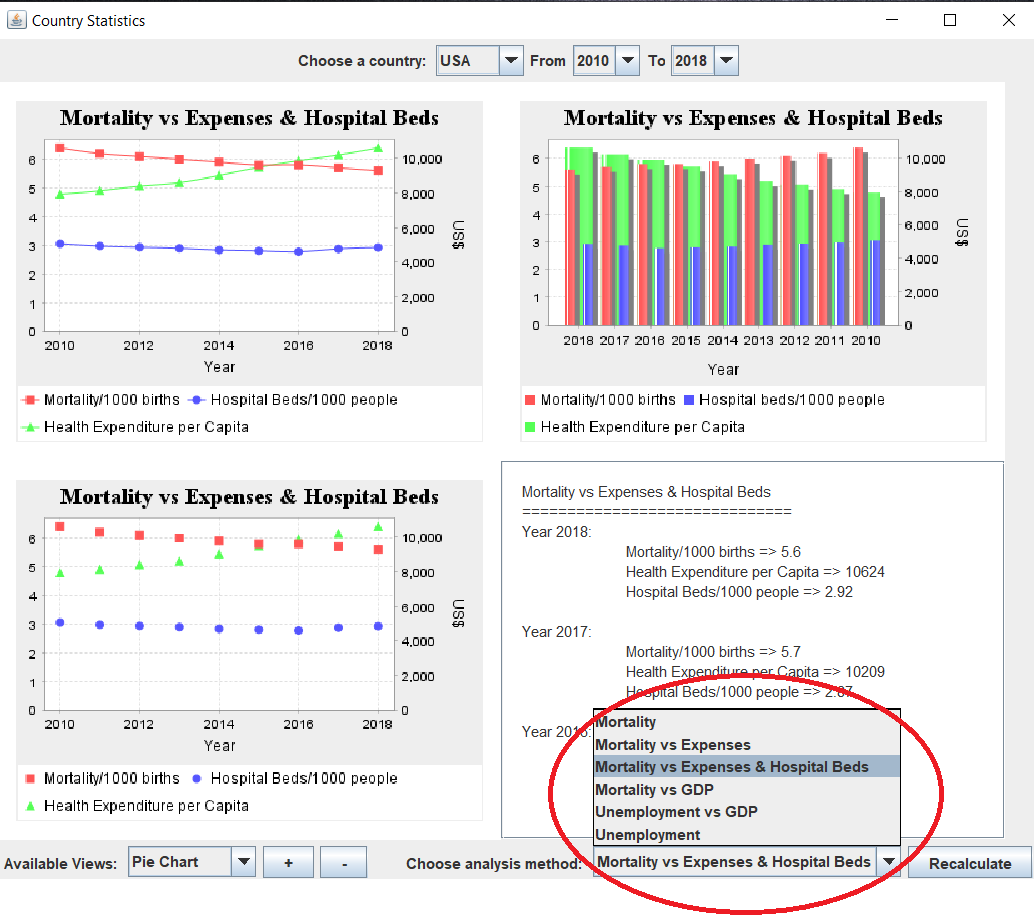 Country Statistics
Choose a country: USA From 2010 To 2018
Mortality vs Expenses & Hospital Beds
6
5
4
3
2
1
0
10,000
8,000
6,000
4,000
2,000
0
US$
2010 2012 2014 2016 2018
Year
Mortality/1000 births Hospital Beds/1000 people
Health Expenditure per Capita
Mortality vs Expenses & Hospital Beds
6
5
4
3
2
1
0
10,000
8,000
6,000
4,000
2,000
0
US$
2018 2017 2016 2015 2014 2013 2012 2011 2010
Year
Mortality/1000 births Hospital beds/1000 people
Health Expenditure per Capita
Mortality vs Expenses & Hospital Beds
6
5
4
3
2
1
0
10,000
8,000
6,000
4,000
2,000
0
US$
2010 2012 2014 2016 2018
Year
Mortality/1000 births Hospital Beds/1000 people
Health Expenditure per Capita
Mortality vs Expenses & Hospital Beds
==============================
Year 2018:
Mortality/1000 births => 5.6
Health Expenditure per Capita => 10624
Hospital Beds/1000 people => 2.92
Year 2017:
Mortality/1000 births => 5.7
Health Expenditure per Capita => 10209
Hospital Beds/1000 people => 2.87
Year 2016:
Mortality
Mortality vs Expenses
Mortality vs Expenses & Hospital Beds
Mortality vs GDP
Unemployment vs GDP
Unemployment
Available Views: Pie Chart + - Choose analysis method: Mortality vs Expenses & Hospital Beds Recalculate